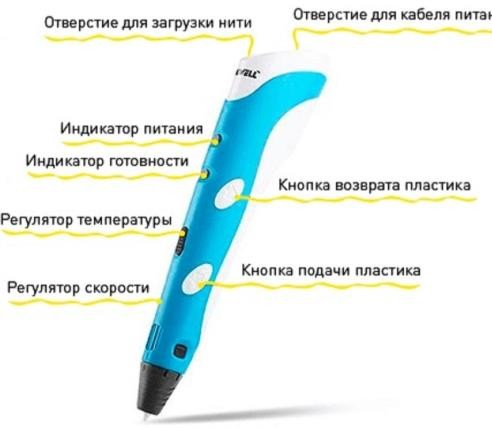 Отверстие для загрузки нити
Отверстие для кабеля питан
Индикатор питания
Индикатор готовности
Кнопка возврата пластика
Регулятор температуры
Кнопка подачи пластика
Регулятор скорости